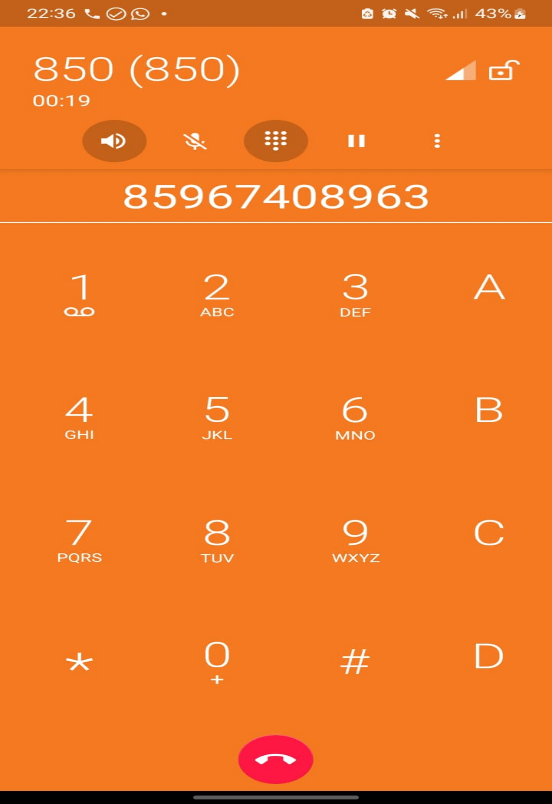 22:36 43%
850 (850)
00:19
85967408963
1 2 3 A
ABC DEF
4 5 6 B
GHI JKL MNO
7 8 9 C
PQRS TUV WXYZ
* 0 # D
+